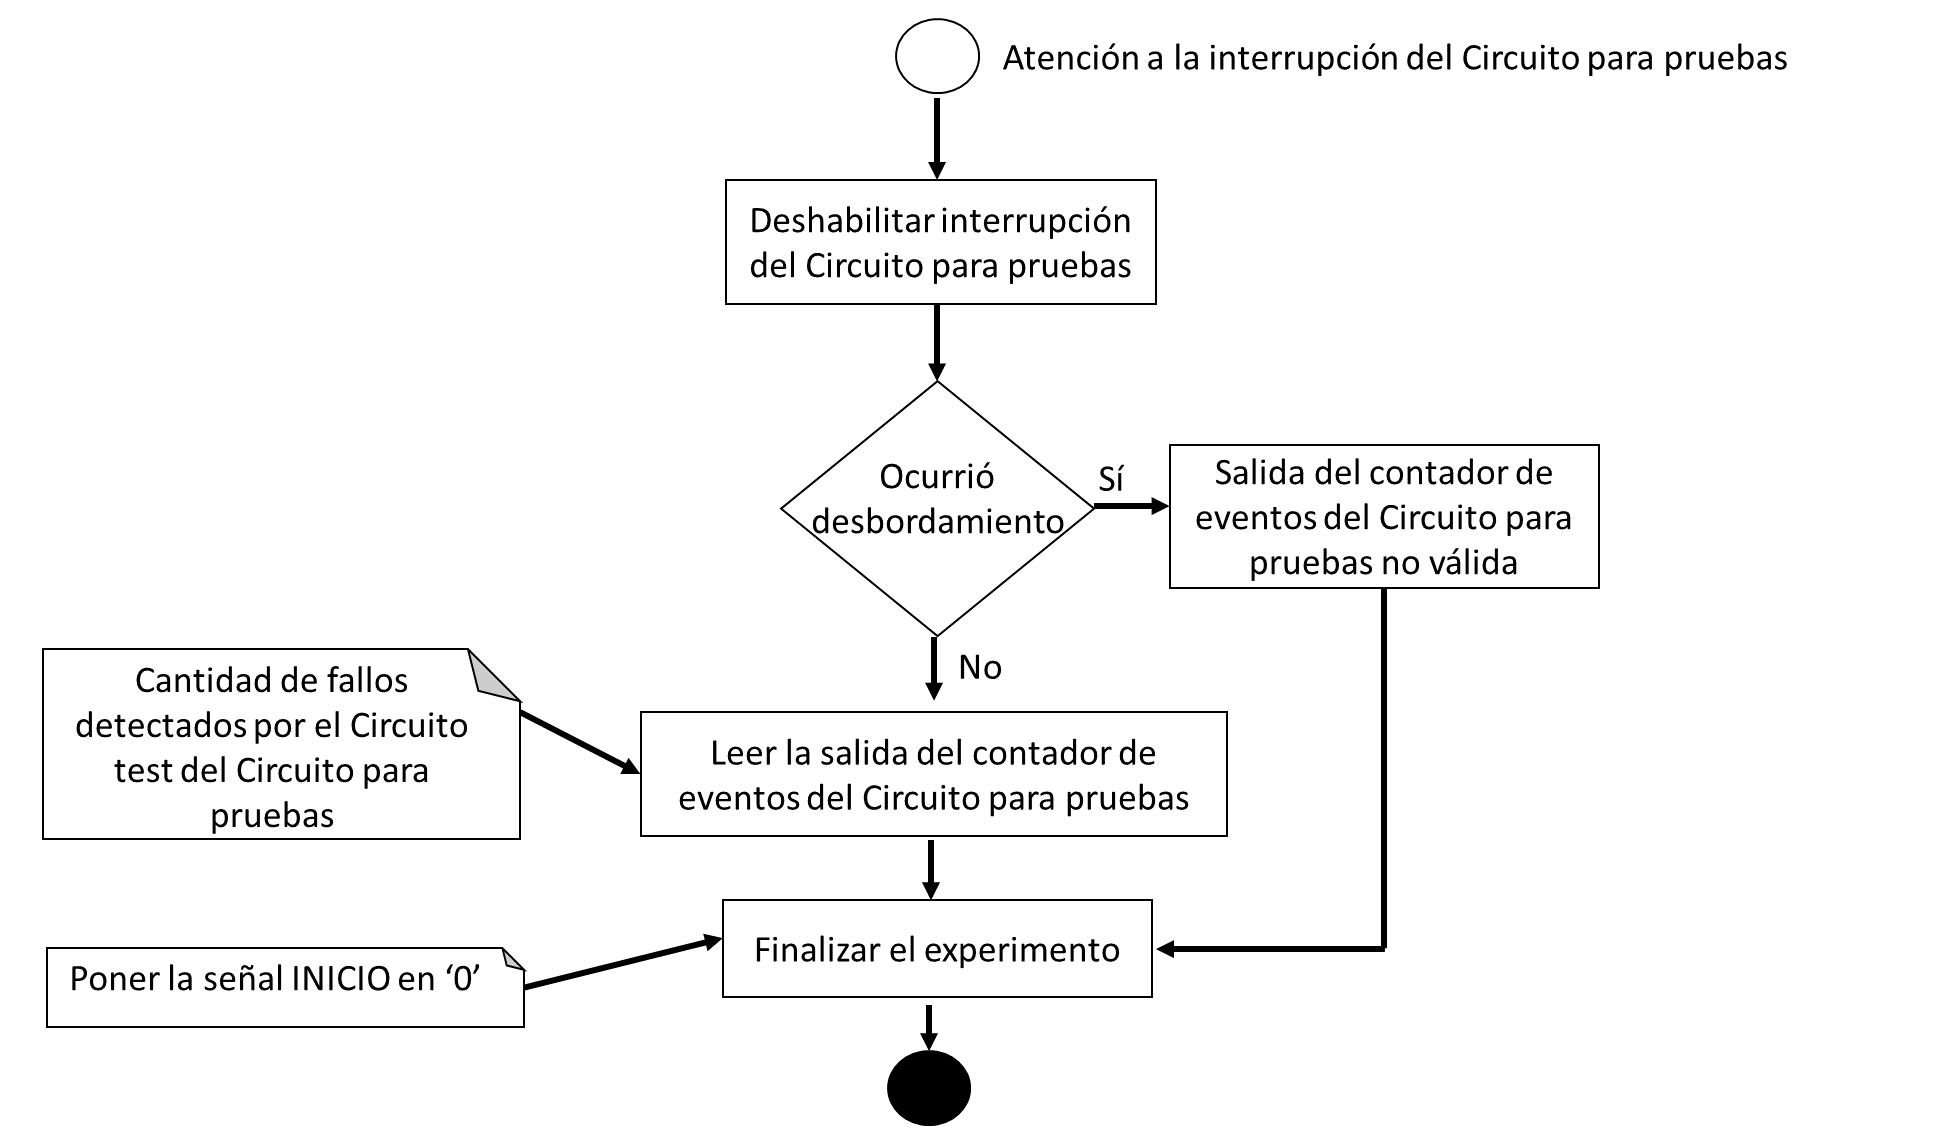 Atención a la interrupción del Circuito para pruebas
Deshabilitar interrupción
del Circuito para pruebas
Ocurrió
desbordamiento
Sí
Salida del contador de
eventos del Circuito para
pruebas no válida
No
Cantidad de fallos
detectados por el Circuito
test del Circuito para
pruebas
Leer la salida del contador de
eventos del Circuito para pruebas
Finalizar el experimento
Poner la señal INICIO en ‘0’